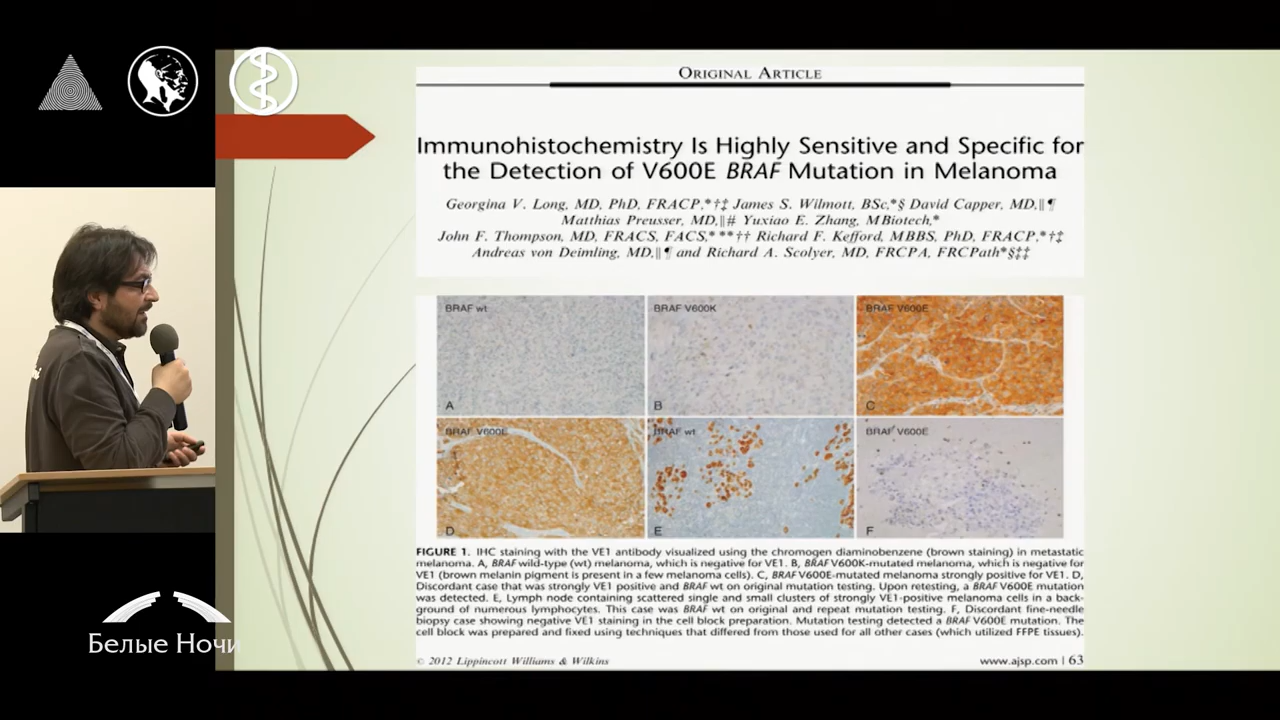 ORIGINAL ARTICLE
Immunohistochemistry Is Highly Sensitive and Specific for
the Detection of V600E BRAF Mutation in Melanoma
Georgina V. Long, MD, PhD, FRACP,*†‡ James S. Wilmott, BSc,*§ David Capper, MD,∥¶
Matthias Preusser, MD,∥# Yuxiao E. Zhang, MBiotech,*
John F. Thompson, MD, FRACS, FACS,***†† Richard F. Kefford, MBBS, PhD, FRACP,*†‡
Andreas von Deimling, MD,∥¶ and Richard A. Scolyer, MD, FRCPA, FRCPath*§‡‡
BRAF wt
BRAF V600K
BRAF V600E
A
B
C
BRAF V600E
BRAF wt
BRAF V600E
D
E
F
FIGURE 1. IHC staining with the VE1 antibody visualized using the chromogen diaminobenzene (brown staining) in metastatic
melanoma. A, BRAF wild-type (wt) melanoma, which is negative for VE1. B, BRAF V600K-mutated melanoma, which is negative for
VE1 (brown melanin pigment is present in a few melanoma cells). C, BRAF V600E-mutated melanoma strongly positive for VE1. D,
Discordant case that was strongly VE1 positive and BRAF wt on original mutation testing. Upon retesting, a BRAF V600E mutation
was detected. E, Lymph node containing scattered single and small clusters of strongly VE1-positive melanoma cells in a back-
ground of numerous lymphocytes. This case was BRAF wt on original and repeat mutation testing. F, Discordant fine-needle
biopsy case showing negative VE1 staining in the cell block preparation. Mutation testing detected a BRAF V600E mutation. The
cell block was prepared and fixed using techniques that differed from those used for all other cases (which utilized FFPE tissues).
© 2012 Lippincott Williams & Wilkins
www.ajsp.com | 63
Белые Ночи